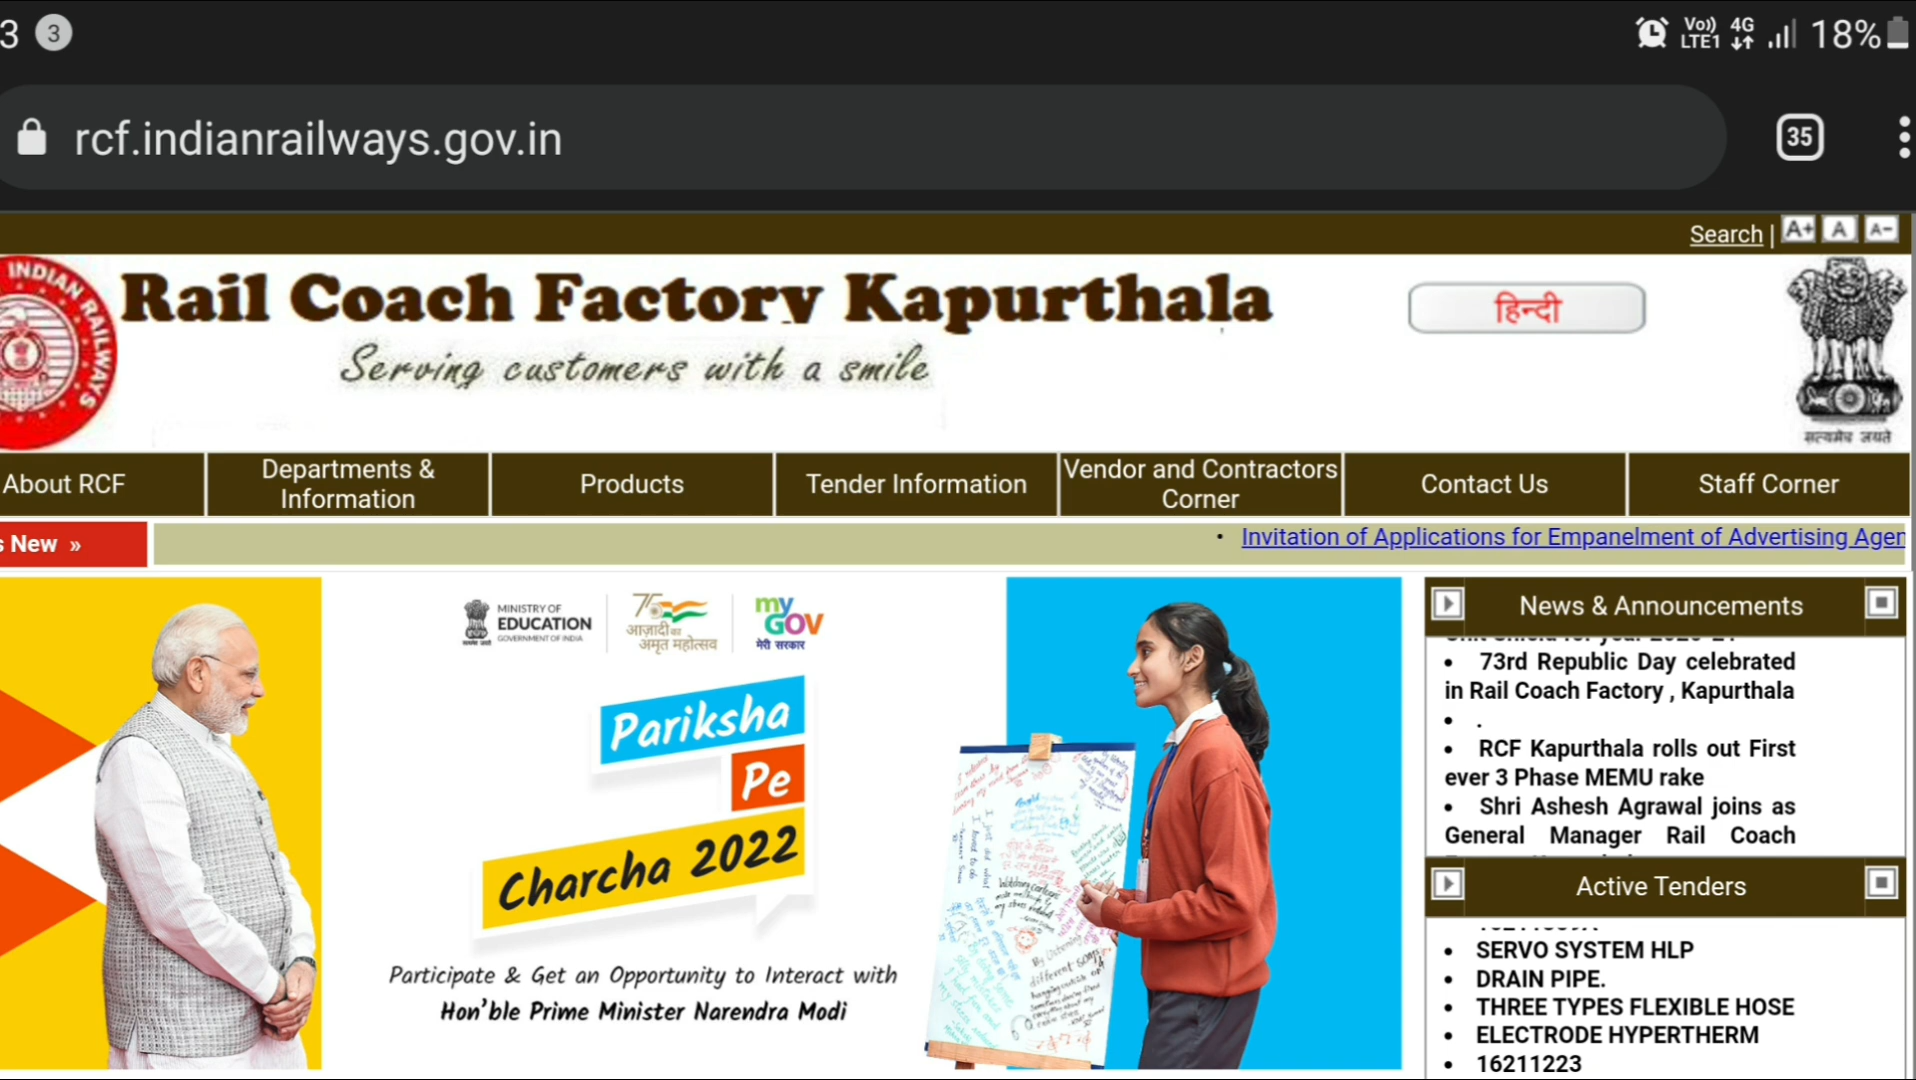 3 3 Vo)) LTE1 4G 18%
rcf.indianrailways.gov.in 35
Search | A+ A A-
INDIAN RAILWAYS
Rail Coach Factory Kapurthala
Serving customers with a smile
हिन्दी
सत्यमेव जयते
About RCF
Departments &
Information
Products
Tender Information
Vendor and Contractors
Corner
Contact Us
Staff Corner
s New »
• Invitation of Applications for Empanelment of Advertising Agen
MINISTRY OF
EDUCATION
GOVERNMENT OF INDIA
75
आज़ादी का
अमृत महोत्सव
my
GOV
मेरी सरकार
Pariksha
Pe
Charcha 2022
Participate & Get an Opportunity to Interact with
Hon'ble Prime Minister Narendra Modi
News & Announcements
• 73rd Republic Day celebrated
in Rail Coach Factory , Kapurthala
• .
• RCF Kapurthala rolls out First
ever 3 Phase MEMU rake
• Shri Ashesh Agrawal joins as
General Manager Rail Coach
Active Tenders
• SERVO SYSTEM HLP
• DRAIN PIPE.
• THREE TYPES FLEXIBLE HOSE
• ELECTRODE HYPERTHERM
• 16211223